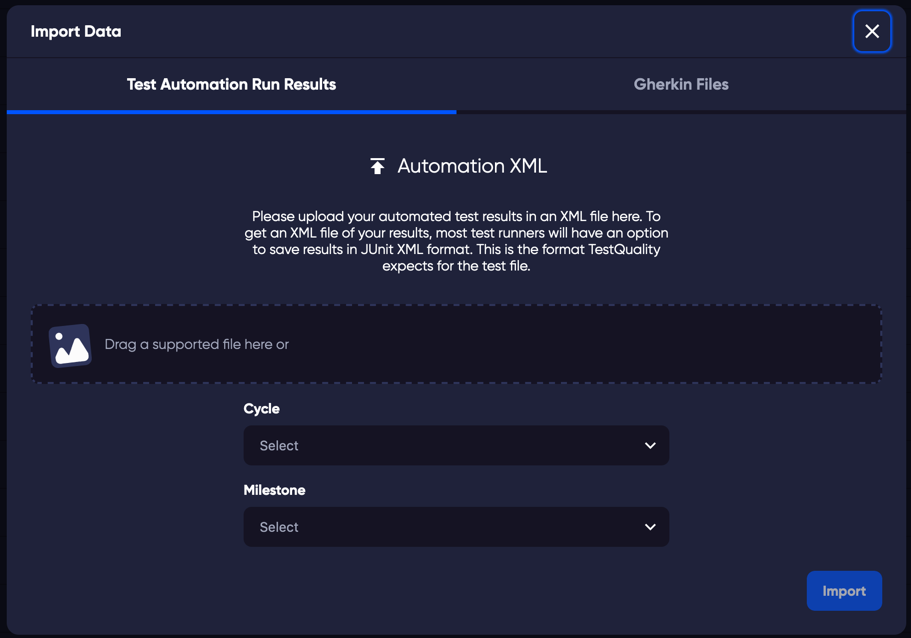 Import Data
Test Automation Run Results
Gherkin Files
Automation XML
Please upload your automated test results in an XML file here. To
get an XML file of your results, most test runners will have an option
to save results in JUnit XML format. This is the format TestQuality
expects for the test file.
Drag a supported file here or
Cycle
Select
Milestone
Select
Import